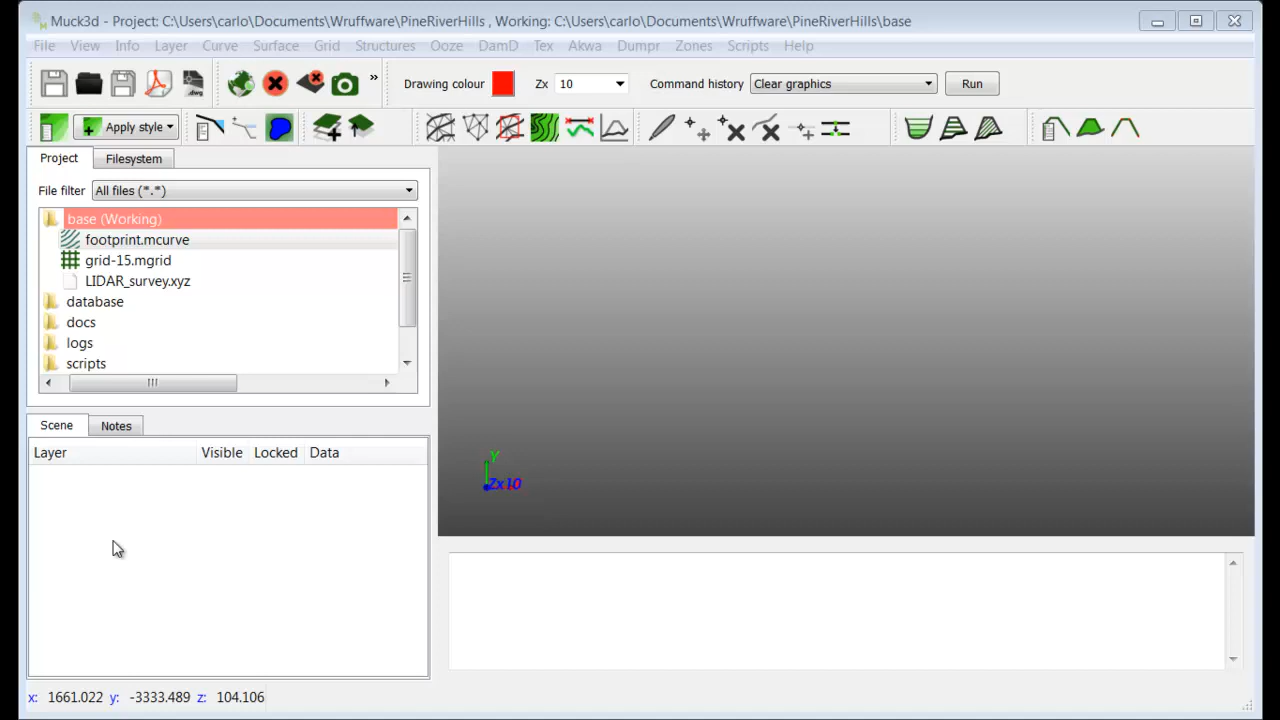 Muck3d - Project: C:\Users\carlo\Documents\Wruffware\PineRiverHills , Working: C:\Users\carlo\Documents\Wruffware\PineRiverHills\base
File View Info Layer Curve Surface Grid Structures Ooze DamD Tex Akwa Dumpr Zones Scripts Help
.dwg » Drawing colour Zx 10 Command history Clear graphics Run
Apply style
Project Filesystem
File filter All files (*.*)
base (Working)
footprint.mcurve
grid-15.mgrid
LIDAR_survey.xyz
database
docs
logs
scripts
Scene Notes
Layer Visible Locked Data
Y
Zx10
x: 1661.022 y: -3333.489 z: 104.106